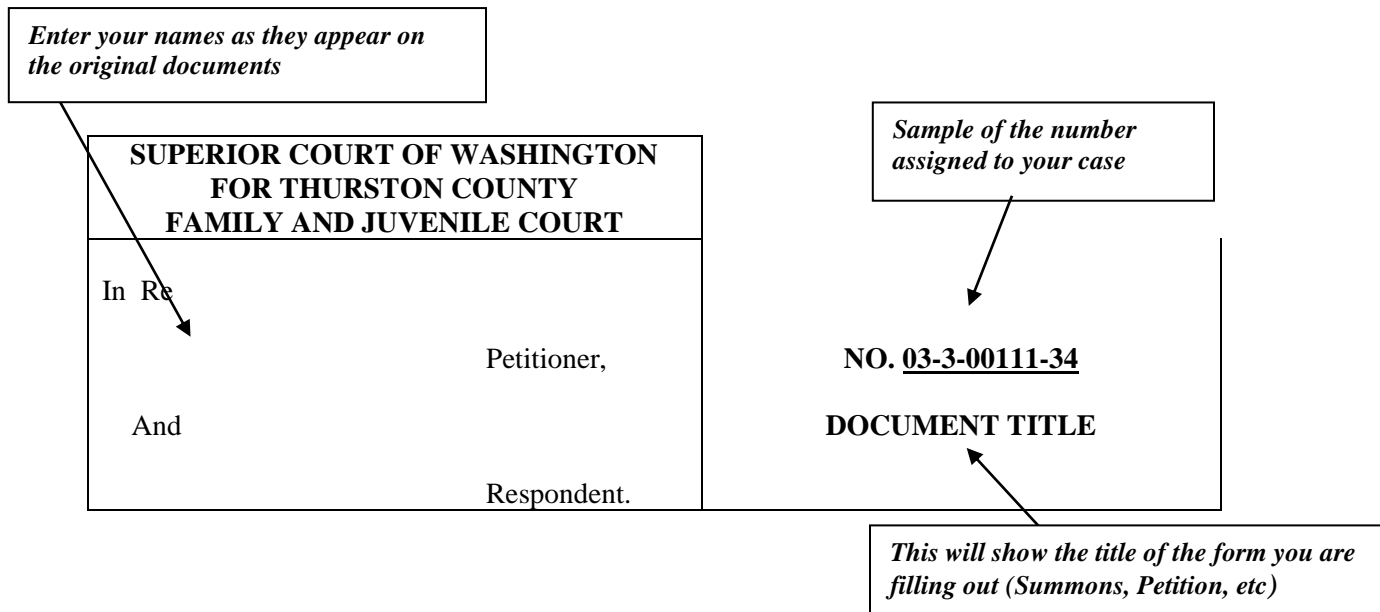 Enter your names as they appear on
the original documents
Sample of the number
assigned to your case
SUPERIOR COURT OF WASHINGTON
FOR THURSTON COUNTY
FAMILY AND JUVENILE COURT
In Re
Petitioner,
NO. 03-3-00111-34
And
DOCUMENT TITLE
Respondent.
This will show the title of the form you are
filling out (Summons, Petition, etc)